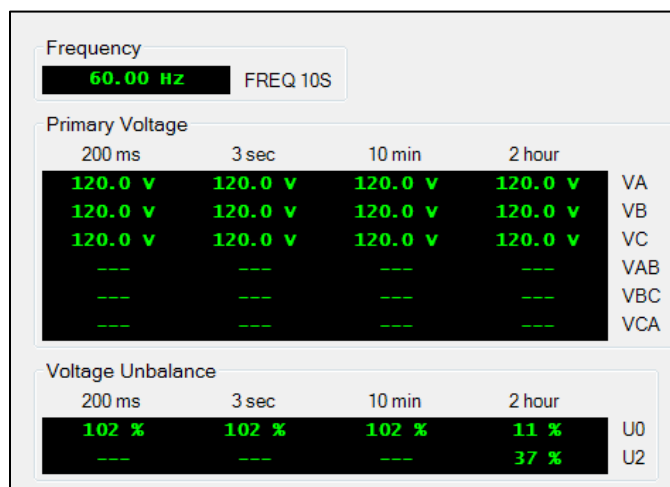 Frequency
60.00 Hz FREQ 10S
Primary Voltage
200 ms 3 sec 10 min 2 hour
120.0 V 120.0 V 120.0 V 120.0 V VA
120.0 V 120.0 V 120.0 V 120.0 V VB
120.0 V 120.0 V 120.0 V 120.0 V VC
--- --- --- --- VAB
--- --- --- --- VBC
--- --- --- --- VCA
Voltage Unbalance
200 ms 3 sec 10 min 2 hour
102 % 102 % 102 % 11 % U0
--- --- --- 37 % U2